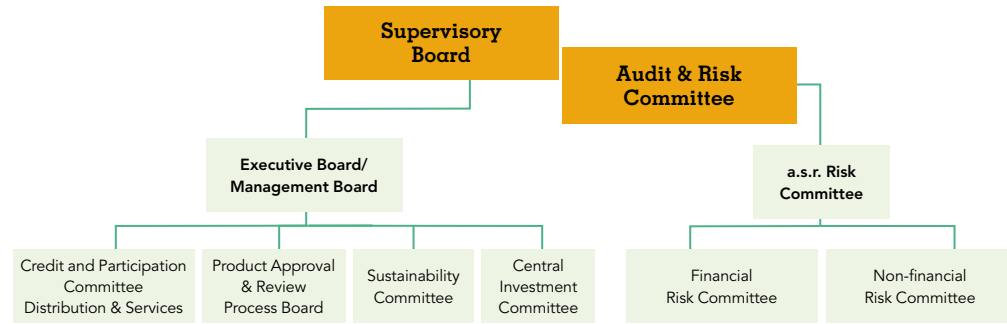 Supervisory
Board
Audit & Risk
Committee
Executive Board/
Management Board
a.s.r. Risk
Committee
Credit and Participation
Committee
Distribution & Services
Product Approval
& Review
Process Board
Sustainability
Committee
Central
Investment
Committee
Financial
Risk Committee
Non-financial
Risk Committee